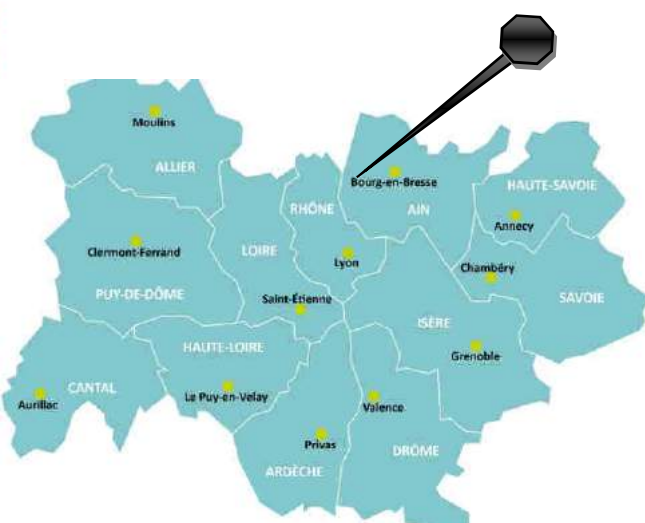 Moulins
ALLIER
Bourg-en-Bresse
HAUTE-SAVOIE
RHÔNE
AIN
Annecy
Clermont-Ferrand
LOIRE
Lyon
Chambéry
PUY-DE-DÔME
Saint-Étienne
SAVOIE
ISÈRE
HAUTE-LOIRE
Grenoble
CANTAL
Aurillac
Le Puy-en-Velay
Valence
Privas
DRÔME
ARDÈCHE